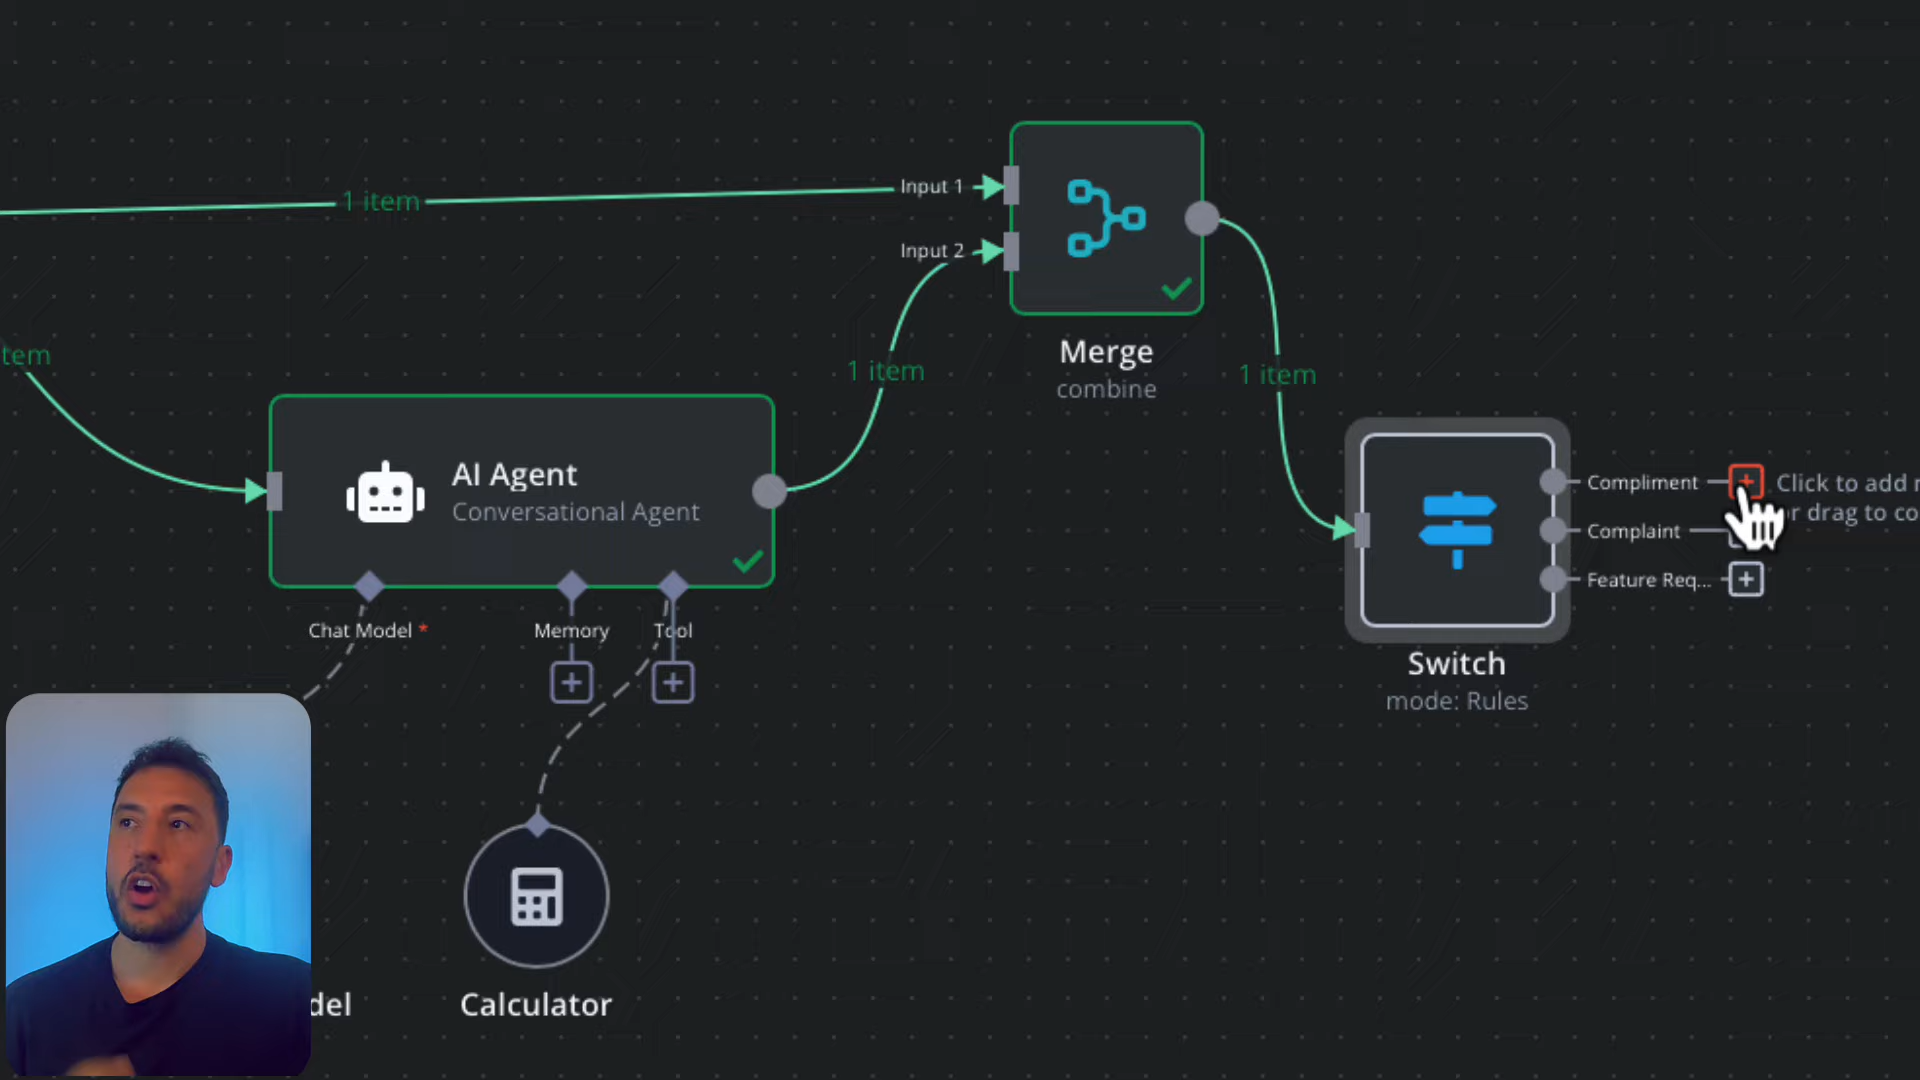 1 item
Input 1
Input 2
tem
1 item
Merge
combine
1 item
AI Agent
Conversational Agent
Compliment
Click to add
Complaint
or drag to co
Feature Req...
Chat Model *
Memory
Tool
Switch
mode: Rules
del
Calculator